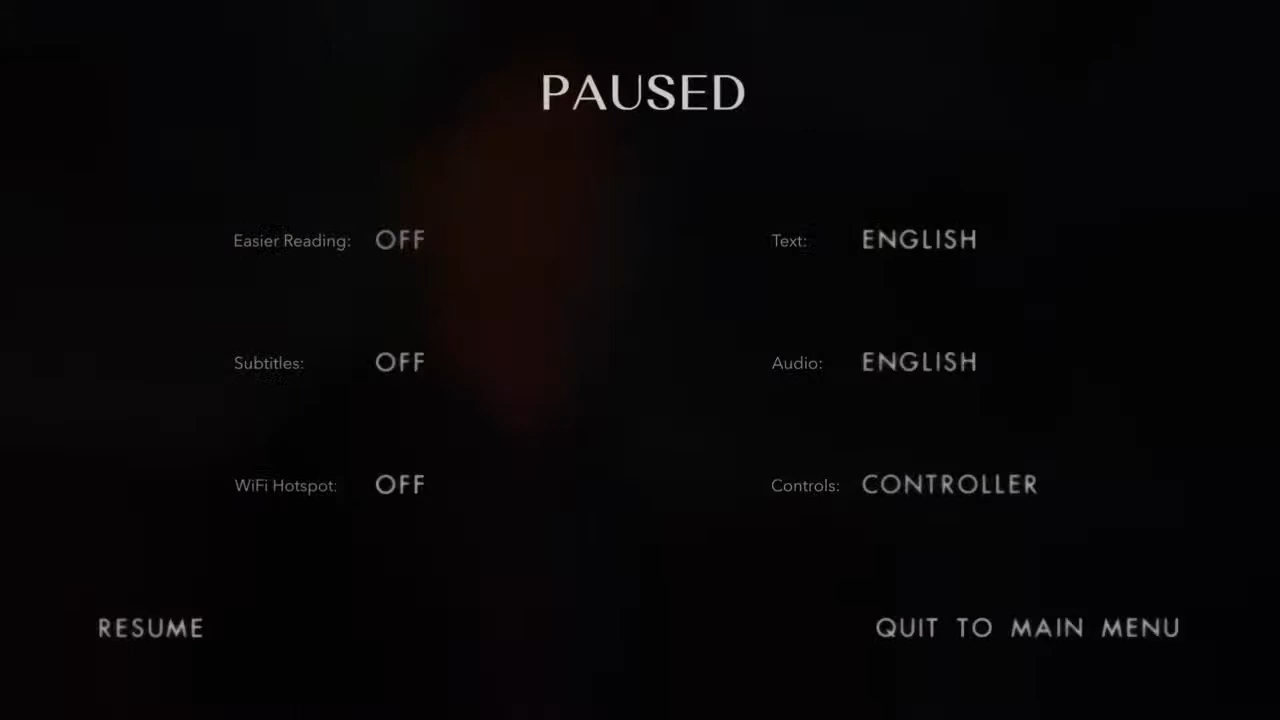 PAUSED
Easier Reading: OFF
Text: ENGLISH
Subtitles: OFF
Audio: ENGLISH
WiFi Hotspot: OFF
Controls: CONTROLLER
RESUME
QUIT TO MAIN MENU